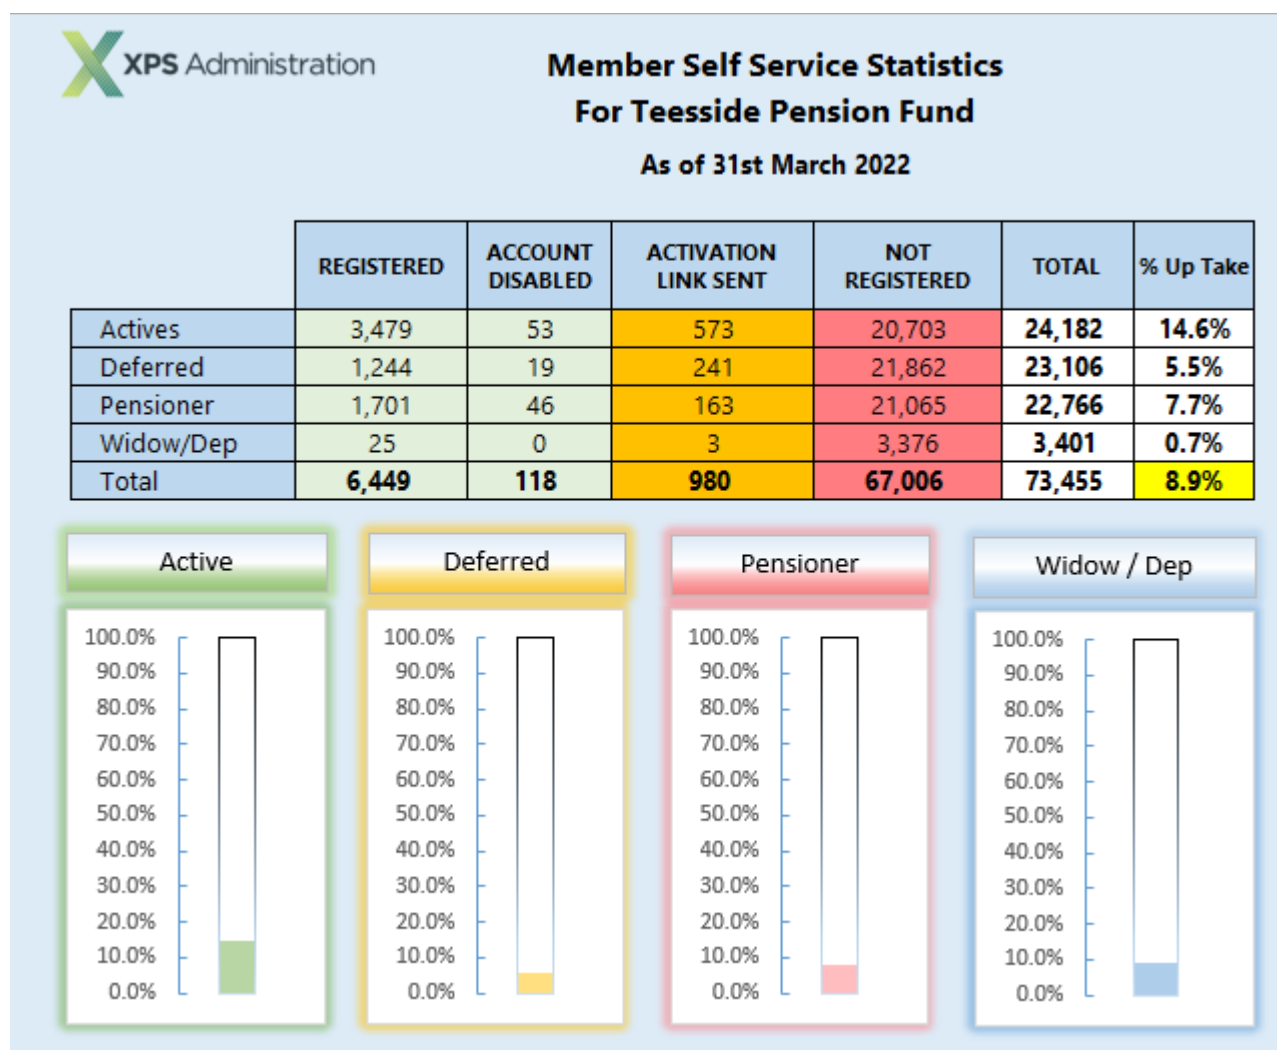 XPS Administration
Member Self Service Statistics
For Teesside Pension Fund
As of 31st March 2022
REGISTERED ACCOUNT DISABLED ACTIVATION LINK SENT NOT REGISTERED TOTAL % Up Take
Actives 3,479 53 573 20,703 24,182 14.6%
Deferred 1,244 19 241 21,862 23,106 5.5%
Pensioner 1,701 46 163 21,065 22,766 7.7%
Widow/Dep 25 0 3 3,376 3,401 0.7%
Total 6,449 118 980 67,006 73,455 8.9%
Active Deferred Pensioner Widow / Dep
100.0% 100.0% 100.0% 100.0%
90.0% 90.0% 90.0% 90.0%
80.0% 80.0% 80.0% 80.0%
70.0% 70.0% 70.0% 70.0%
60.0% 60.0% 60.0% 60.0%
50.0% 50.0% 50.0% 50.0%
40.0% 40.0% 40.0% 40.0%
30.0% 30.0% 30.0% 30.0%
20.0% 20.0% 20.0% 20.0%
10.0% 10.0% 10.0% 10.0%
0.0% 0.0% 0.0% 0.0%